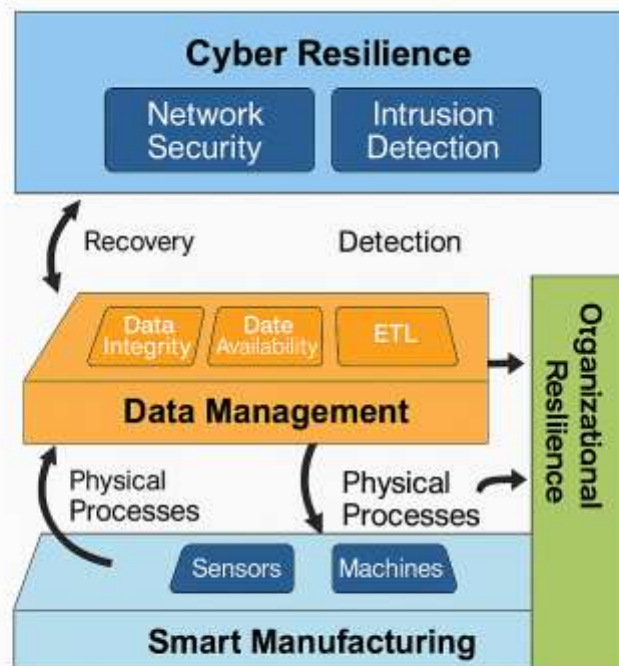 Cyber Resilience
Network
Security
Intrusion
Detection
Recovery
Detection
Data
Integrity
Date
Availability
ETL
Data Management
Organizational
Resliience
Physical
Processes
Physical
Processes
Sensors
Machines
Smart Manufacturing